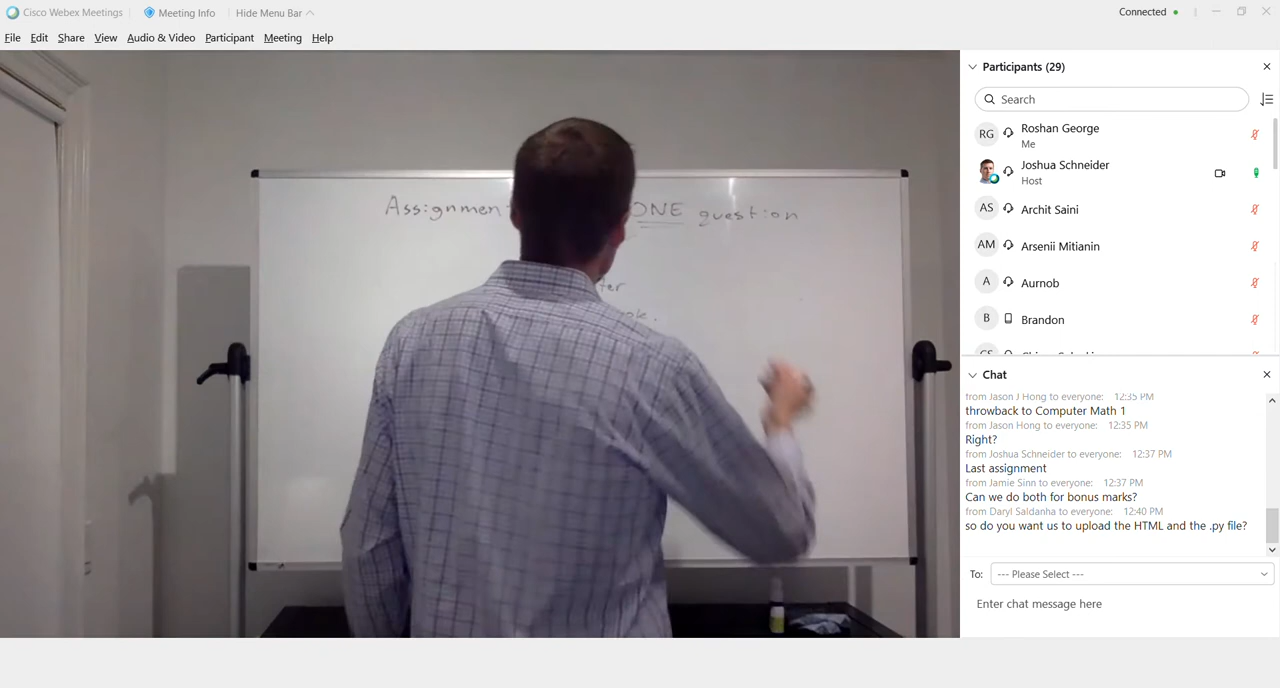 Cisco Webex Meetings
Meeting Info
Hide Menu Bar
Connected
File Edit Share View Audio & Video Participant Meeting Help
Assignmen ONE question
ter
Participants (29)
Search
RG Roshan George
Me
Joshua Schneider
Host
AS Archit Saini
AM Arsenii Mitianin
A Aurnob
B Brandon
Chat
from Jason J Hong to everyone: 12:35 PM
throwback to Computer Math 1
from Jason Hong to everyone: 12:35 PM
Right?
from Joshua Schneider to everyone: 12:37 PM
Last assignment
from Jamie Sinn to everyone: 12:37 PM
Can we do both for bonus marks?
from Daryl Saldanha to everyone: 12:40 PM
so do you want us to upload the HTML and the .py file?
To: --- Please Select ---
Enter chat message here